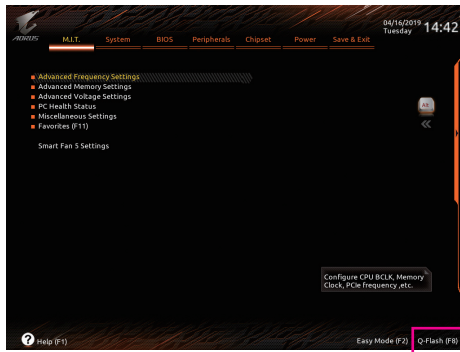 04/16/2019 14:42
Tuesday
AORUS
M.I.T. System BIOS Peripherals Chipset Power Save & Exit
Advanced Frequency Settings
Advanced Memory Settings
Advanced Voltage Settings
PC Health Status
Miscellaneous Settings
Favorites (F11)
Smart Fan 5 Settings
Alt
Configure CPU BCLK, Memory
Clock, PCIe frequency ,etc.
? Help (F1) Easy Mode (F2) Q-Flash (F8)